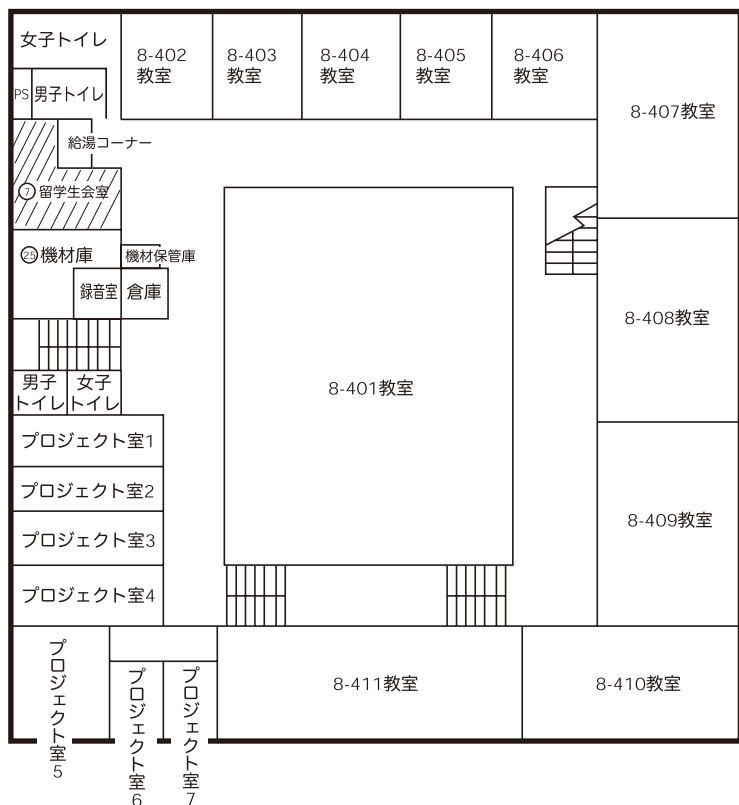 女子トイレ
8-402
教室
8-403
教室
8-404
教室
8-405
教室
8-406
教室
8-407教室
PS
男子トイレ
給湯コーナー
⑦留学生会室
㉕機材庫
機材保管庫
録音室
倉庫
8-408教室
男子
トイレ
女子
トイレ
8-401教室
プロジェクト室1
プロジェクト室2
プロジェクト室3
プロジェクト室4
8-409教室
プロジェクト室5
プロジェクト室6
プロジェクト室7
8-411教室
8-410教室